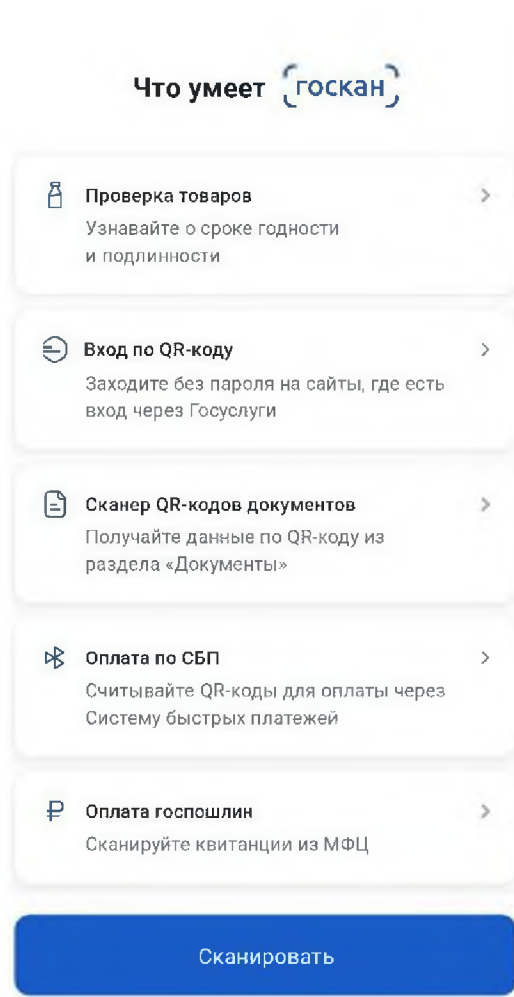 Что умеет госкан
Проверка товаров
Узнавайте о сроке годности
и подлинности
Вход по QR-коду
Заходите без пароля на сайты, где есть
вход через Госуслуги
Сканер QR-кодов документов
Получайте данные по QR-коду из
раздела «Документы»
Оплата по СБП
Считывайте QR-коды для оплаты через
Систему быстрых платежей
Оплата госпошлин
Сканируйте квитанции из МФЦ
Сканировать